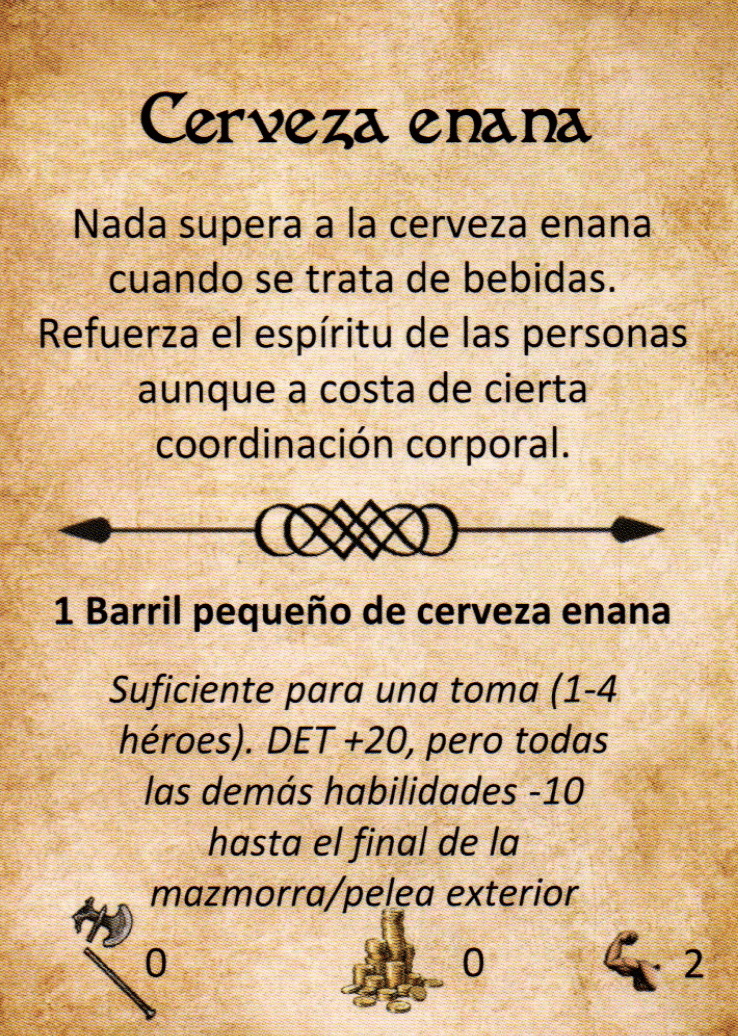 Cerveza enana
Nada supera a la cerveza enana
cuando se trata de bebidas.
Refuerza el espíritu de las personas
aunque a costa de cierta
coordinación corporal.
1 Barril pequeño de cerveza enana
Suficiente para una toma (1-4
héroes). DET +20, pero todas
las demás habilidades -10
hasta el final de la
mazmorra/pelea exterior
0 0 2